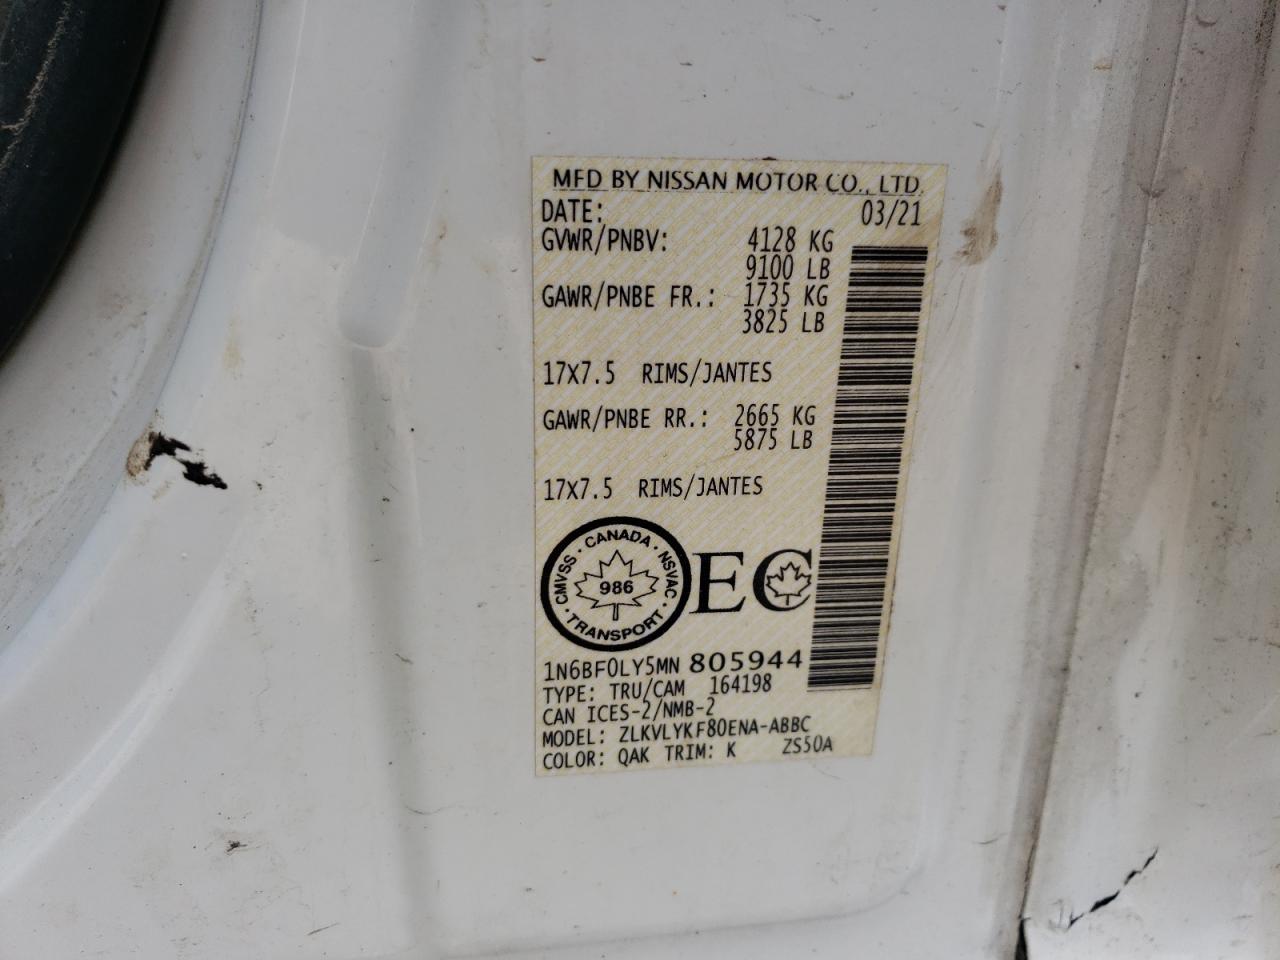 MFD BY NISSAN MOTOR CO., LTD.
DATE: 03/21
GVWR/PNBV: 4128 KG
9100 LB
GAWR/PNBE FR.: 1735 KG
3825 LB
17X7.5 RIMS/JANTES
GAWR/PNBE RR.: 2665 KG
5875 LB
17X7.5 RIMS/JANTES
CMVSS · CANADA · NSVAC · TRANSPORT ·
986
EC
1N6BF0LY5MN 805944
TYPE: TRU/CAM 164198
CAN ICES-2/NMB-2
MODEL: ZLKVLYKF80ENA-ABBC
COLOR: QAK TRIM: K ZS50A